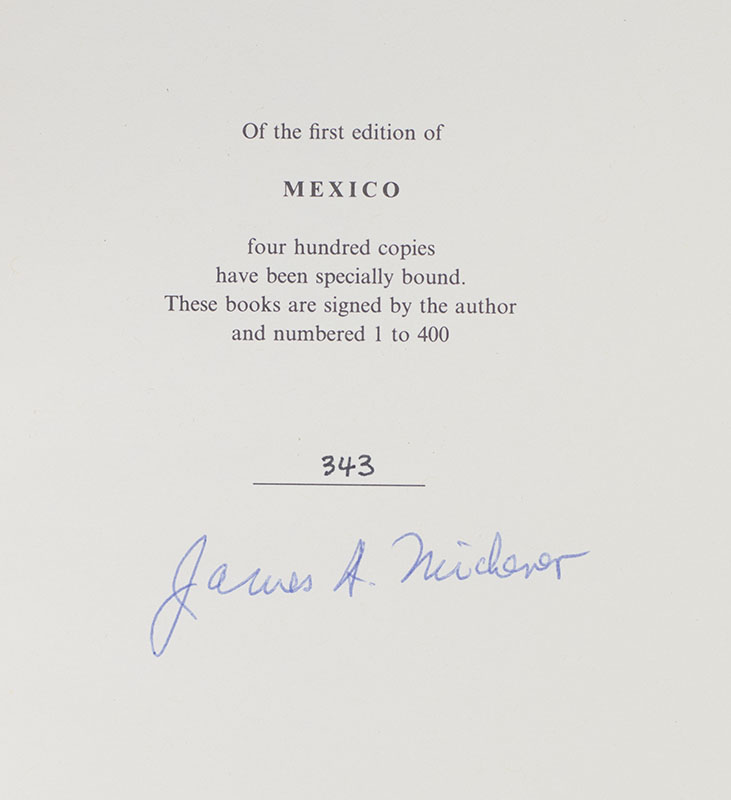 Of the first edition of
MEXICO
four hundred copies
have been specially bound.
These books are signed by the author
and numbered 1 to 400
343
James A. Michener